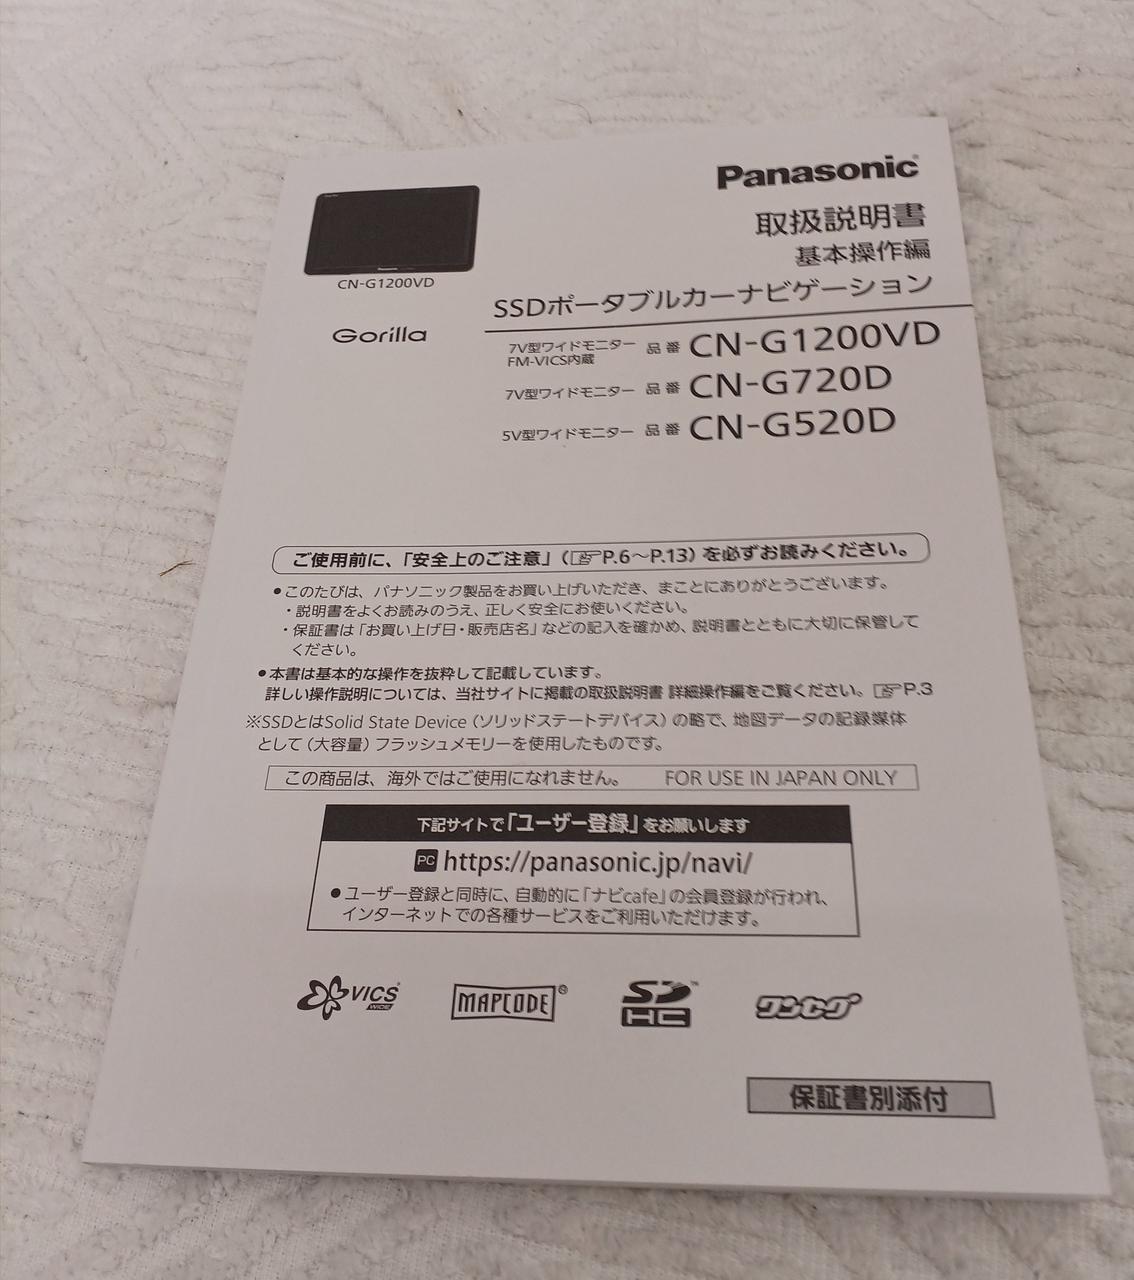 Panasonic
取扱説明書
基本操作編
CN-G1200VD
Gorilla
SSDポータブルカーナビゲーション
7V型ワイドモニター
FM-VICS内蔵
品番 CN-G1200VD
7V型ワイドモニター 品番 CN-G720D
5V型ワイドモニター 品番 CN-G520D
ご使用前に、「安全上のご注意」(☞P.6〜P.13)を必ずお読みください。
●このたびは、パナソニック製品をお買い上げいただき、まことにありがとうございます。
・説明書をよくお読みのうえ、正しく安全にお使いください。
・保証書は「お買い上げ日・販売店名」などの記入を確かめ、説明書とともに大切に保管して
ください。
●本書は基本的な操作を抜粋して記載しています。
詳しい操作説明については、当社サイトに掲載の取扱説明書 詳細操作編をご覧ください。☞P.3
※SSDとはSolid State Device(ソリッドステートデバイス)の略で、地図データの記録媒体
として(大容量)フラッシュメモリーを使用したものです。
この商品は、海外ではご使用になれません。 FOR USE IN JAPAN ONLY
下記サイトで「ユーザー登録」をお願いします
PC https://panasonic.jp/navi/
●ユーザー登録と同時に、自動的に「ナビcafe」の会員登録が行われ、
インターネットでの各種サービスをご利用いただけます。
VICS WIDE MAPCODE® SD HC™ ワンセグ
保証書別添付